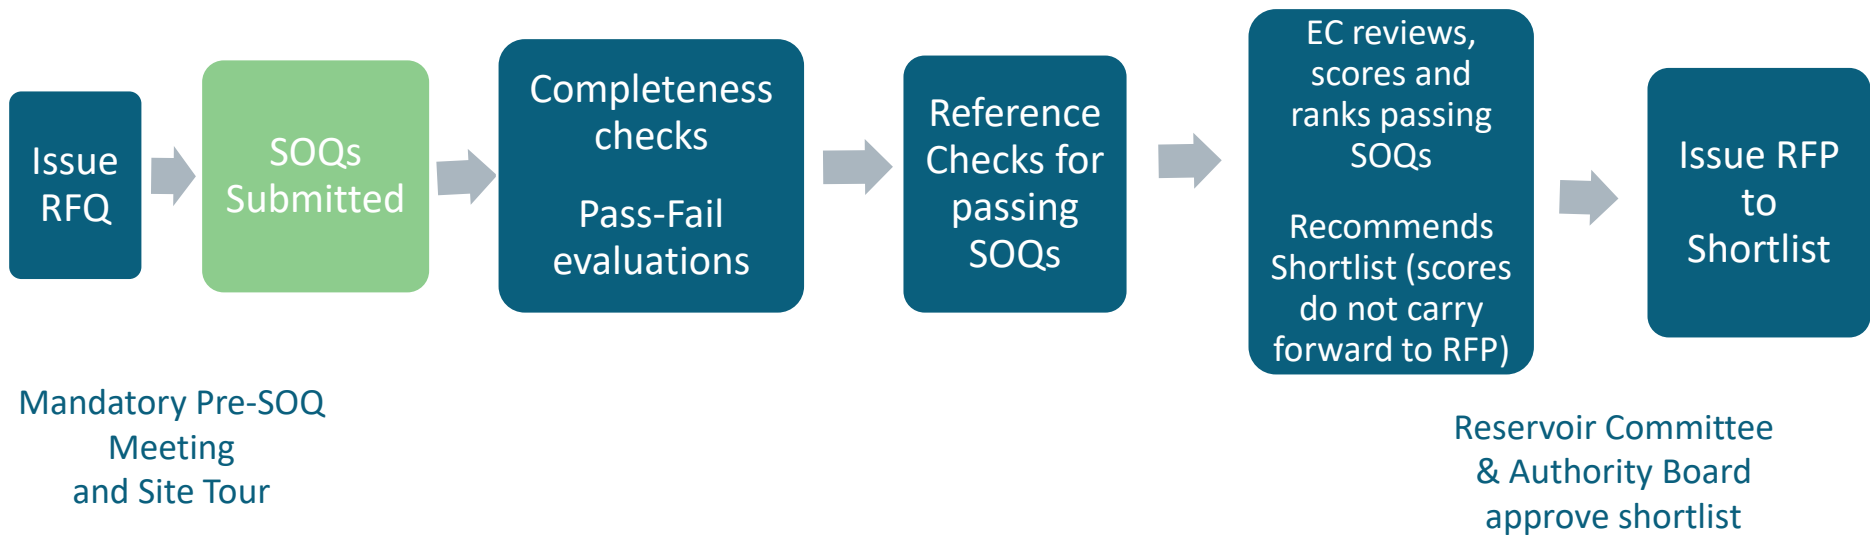 Issue
RFQ
SOQs
Submitted
Completeness
checks
Pass-Fail
evaluations
Reference
Checks for
passing
SOQs
EC reviews,
scores and
ranks passing
SOQs
Recommends
Shortlist (scores
do not carry
forward to RFP)
Issue RFP
to
Shortlist
Mandatory Pre-SOQ
Meeting
and Site Tour
Reservoir Committee
& Authority Board
approve shortlist